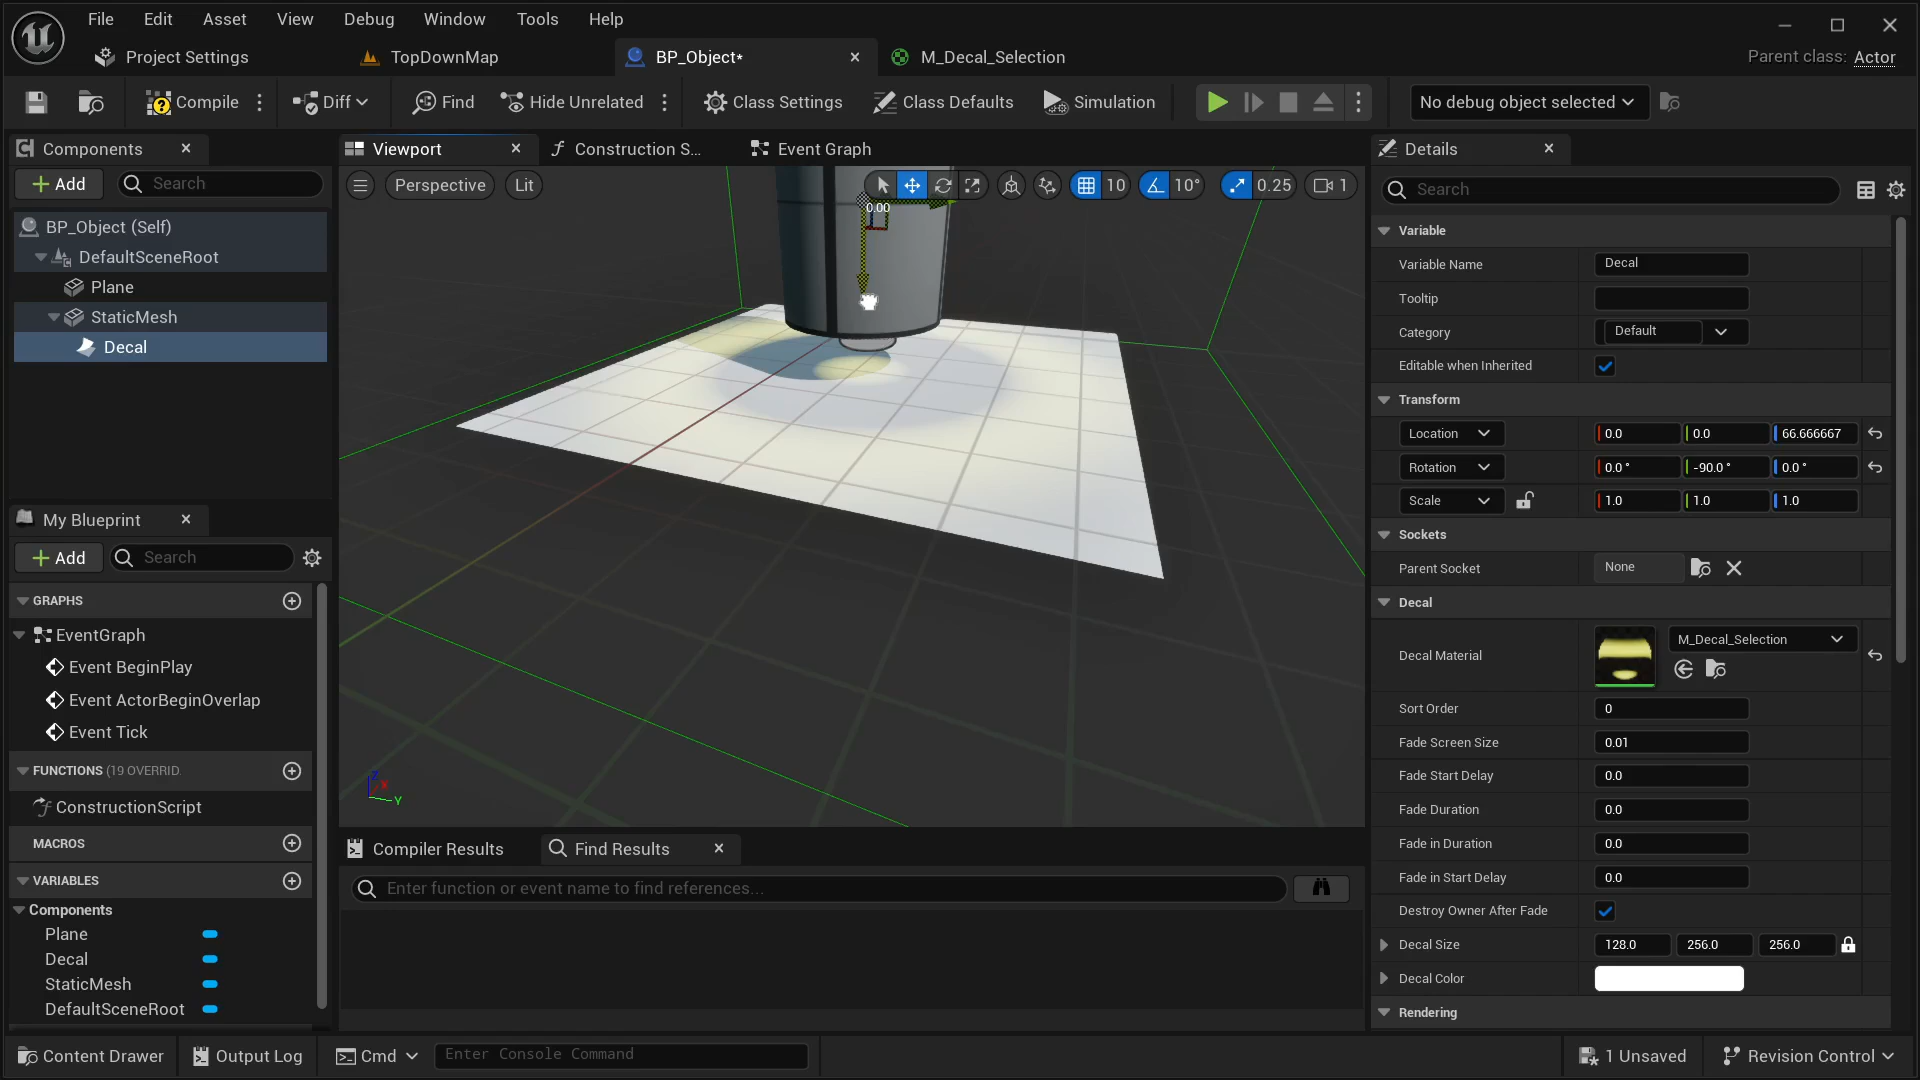 File Edit Asset View Debug Window Tools Help
Project Settings TopDownMap BP_Object* M_Decal_Selection Parent class: Actor
Compile Diff Find Hide Unrelated Class Settings Class Defaults Simulation No debug object selected
Components Viewport Construction S... Event Graph Details
Add Search
Perspective Lit 10 10° 0.25 1
Search
0.00
BP_Object (Self)
DefaultSceneRoot
Plane
StaticMesh
Decal
Variable
Variable Name Decal
Tooltip
Category Default
Editable when Inherited
Transform
Location 0.0 0.0 66.666667
Rotation 0.0° -90.0° 0.0°
Scale 1.0 1.0 1.0
Sockets
Parent Socket None
Decal
Decal Material M_Decal_Selection
Sort Order 0
Fade Screen Size 0.01
Fade Start Delay 0.0
Fade Duration 0.0
Fade in Duration 0.0
Fade in Start Delay 0.0
Destroy Owner After Fade
Decal Size 128.0 256.0 256.0
Decal Color
Rendering
My Blueprint
Add Search
GRAPHS
EventGraph
Event BeginPlay
Event ActorBeginOverlap
Event Tick
FUNCTIONS (19 OVERRID
ConstructionScript
MACROS
VARIABLES
Components
Plane
Decal
StaticMesh
DefaultSceneRoot
Z X Y
Compiler Results Find Results
Enter function or event name to find references...
Content Drawer Output Log Cmd Enter Console Command 1 Unsaved Revision Control